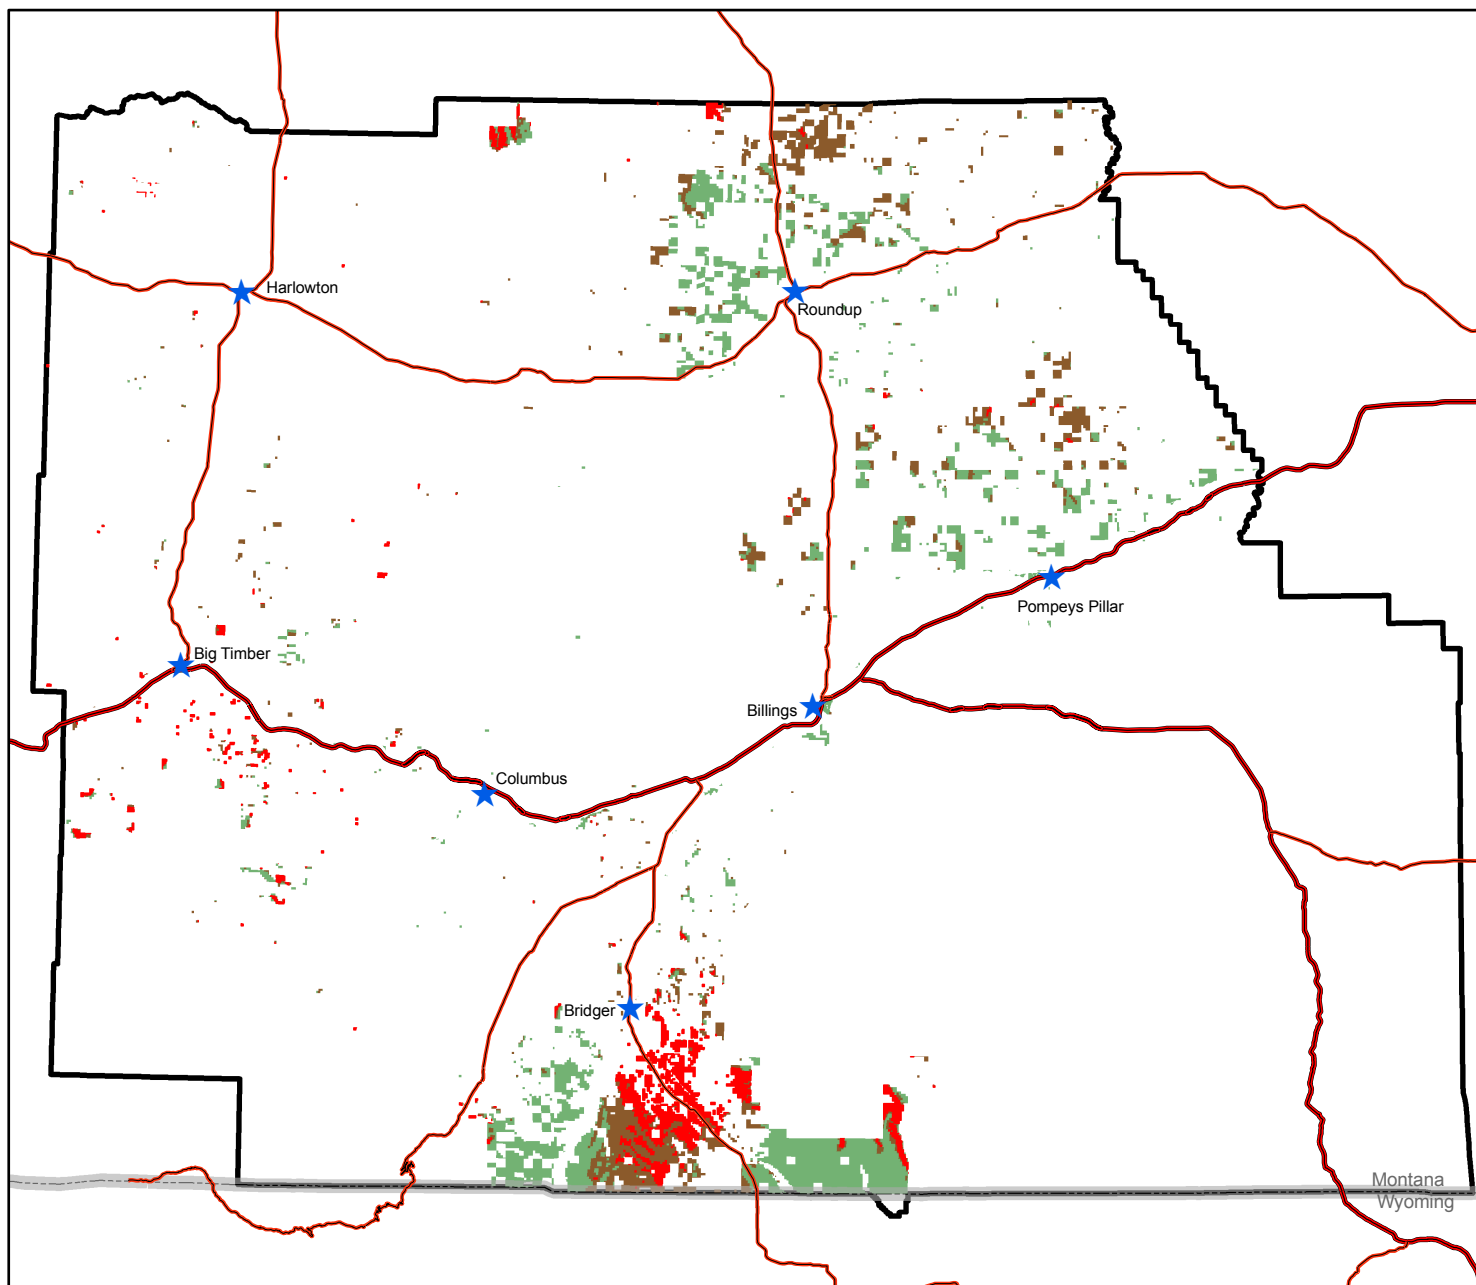 Harlowton
Roundup
Pompeys Pillar
Big Timber
Billings
Columbus
Bridger
Montana
Wyoming